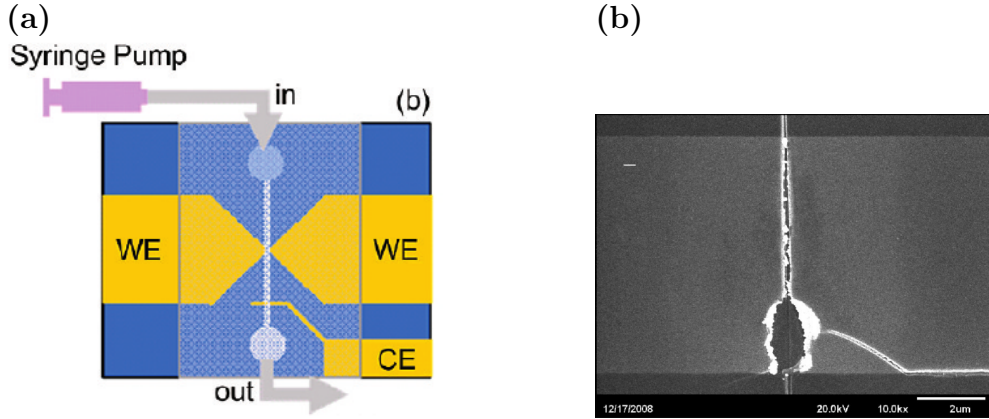 (a)
(b)
Syringe Pump
in
(b)
WE
WE
CE
out
12/17/2008
20.0kV
10.0kx
2um